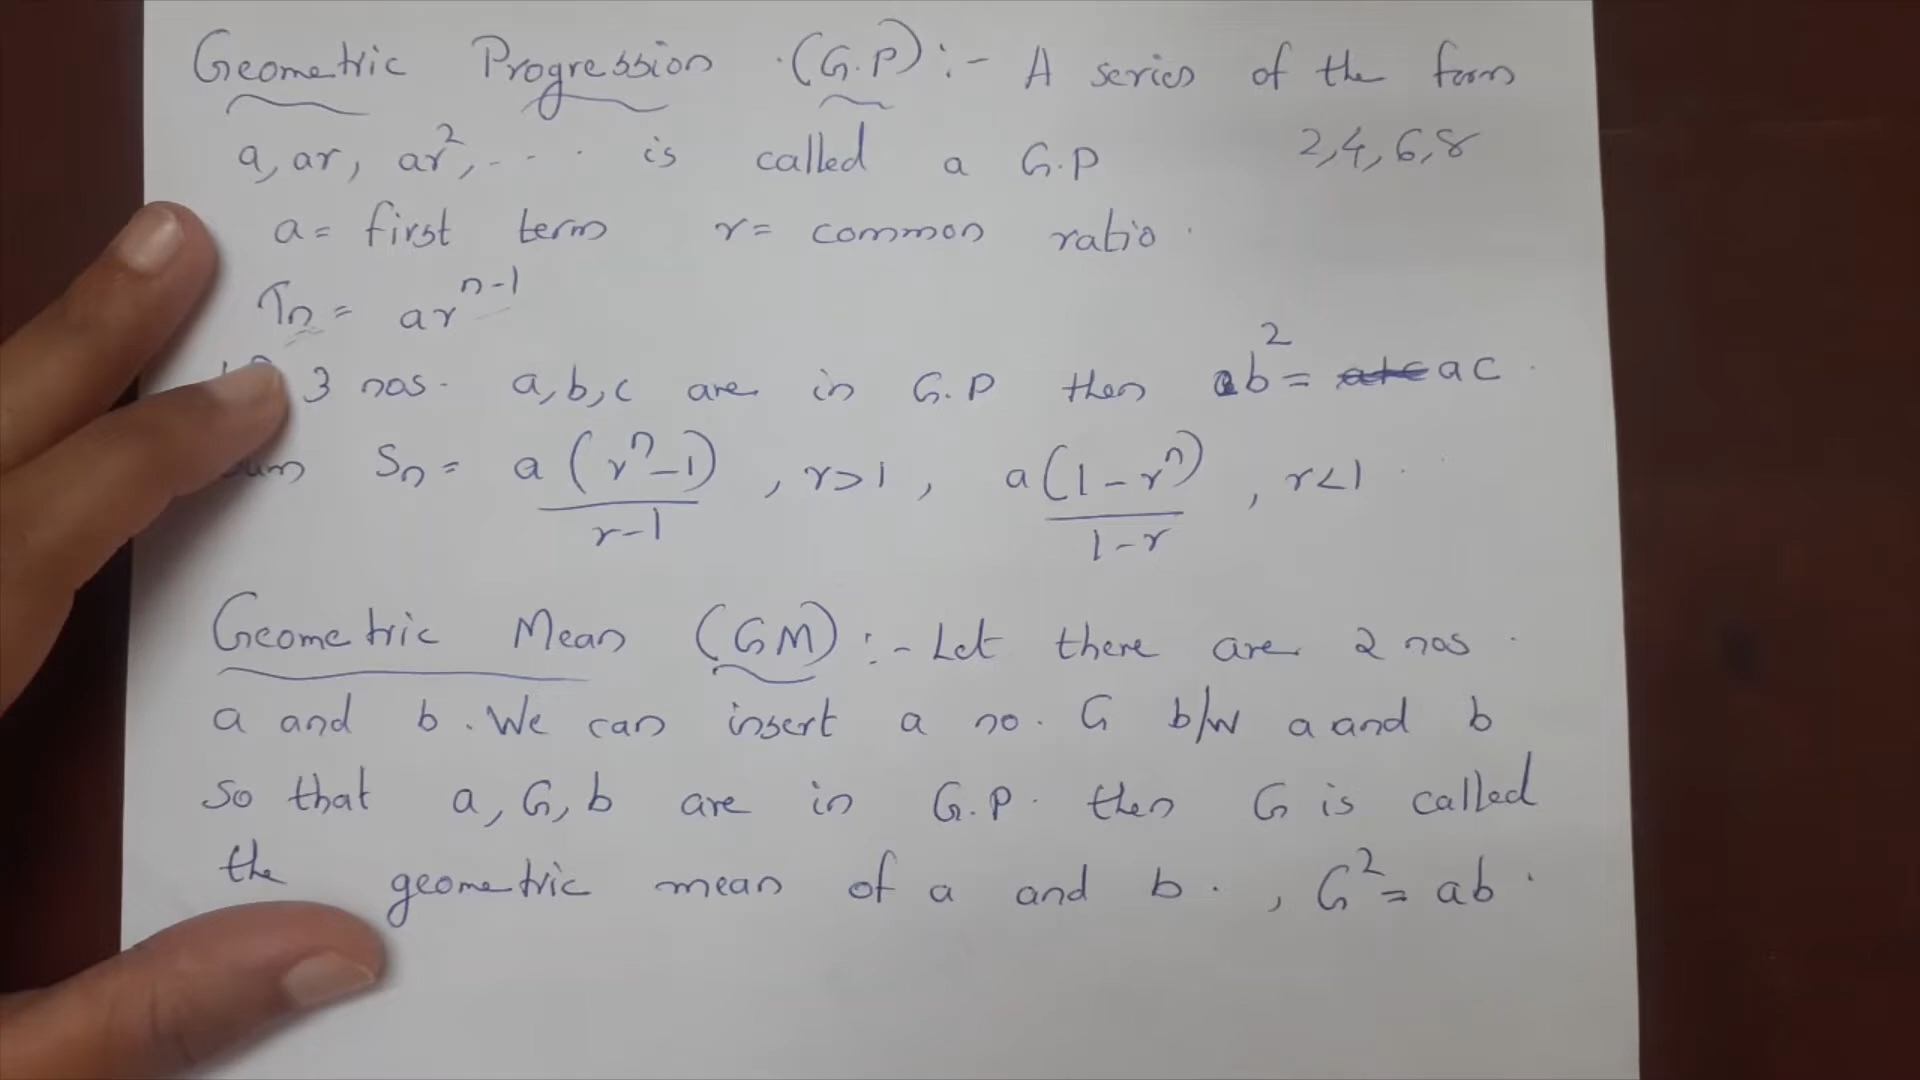 Geometric Progression (G.P) :- A series of the form
a, ar, ar², - - - . is called a G.P 2,4,6,8
a = first term r = common ratio .
Tn = ar^(n-1)
3 nos. a,b,c are in G.P then b² = ac .
Sn = a(r^n - 1)/(r-1) , r>1 , a(1 - r^n)/(1-r) , r<1 .
Geometric Mean (GM) :- Let there are 2 nos .
a and b . We can insert a no. G b/w a and b
so that a, G, b are in G.P . then G is called
the geometric mean of a and b . , G² = ab .